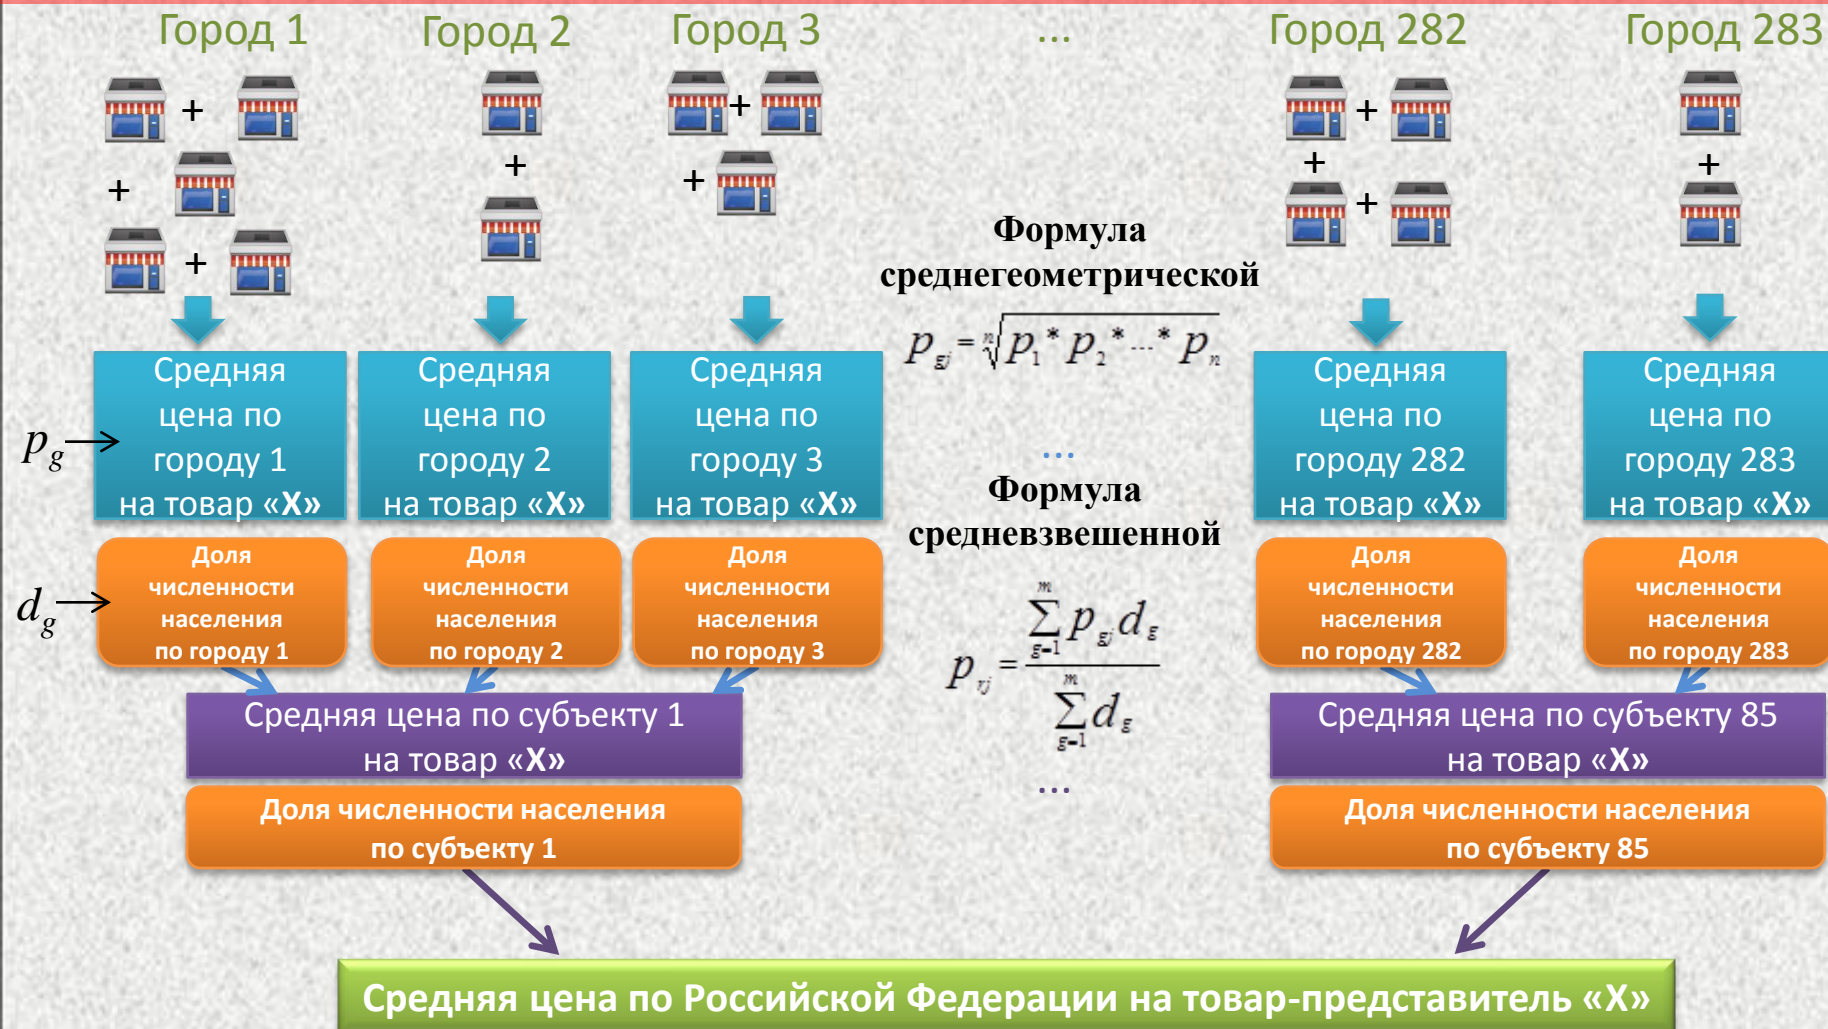 Город 1
Город 2
Город 3
...
Город 282
Город 283
+
+
+
+
+
+
+
+
+
+
+
Формула
среднегеометрической
p_gj = ⁿ√(p_1 * p_2 * ... * p_n)
p_g
Средняя
цена по
городу 1
на товар «X»
Средняя
цена по
городу 2
на товар «X»
Средняя
цена по
городу 3
на товар «X»
...
Средняя
цена по
городу 282
на товар «X»
Средняя
цена по
городу 283
на товар «X»
Формула
средневзвешенной
p_rj = ∑_{g=1}^{m} p_gj d_g / ∑_{g=1}^{m} d_g
d_g
Доля
численности
населения
по городу 1
Доля
численности
населения
по городу 2
Доля
численности
населения
по городу 3
Доля
численности
населения
по городу 282
Доля
численности
населения
по городу 283
Средняя цена по субъекту 1
на товар «X»
...
Средняя цена по субъекту 85
на товар «X»
Доля численности населения
по субъекту 1
Доля численности населения
по субъекту 85
Средняя цена по Российской Федерации на товар-представитель «X»